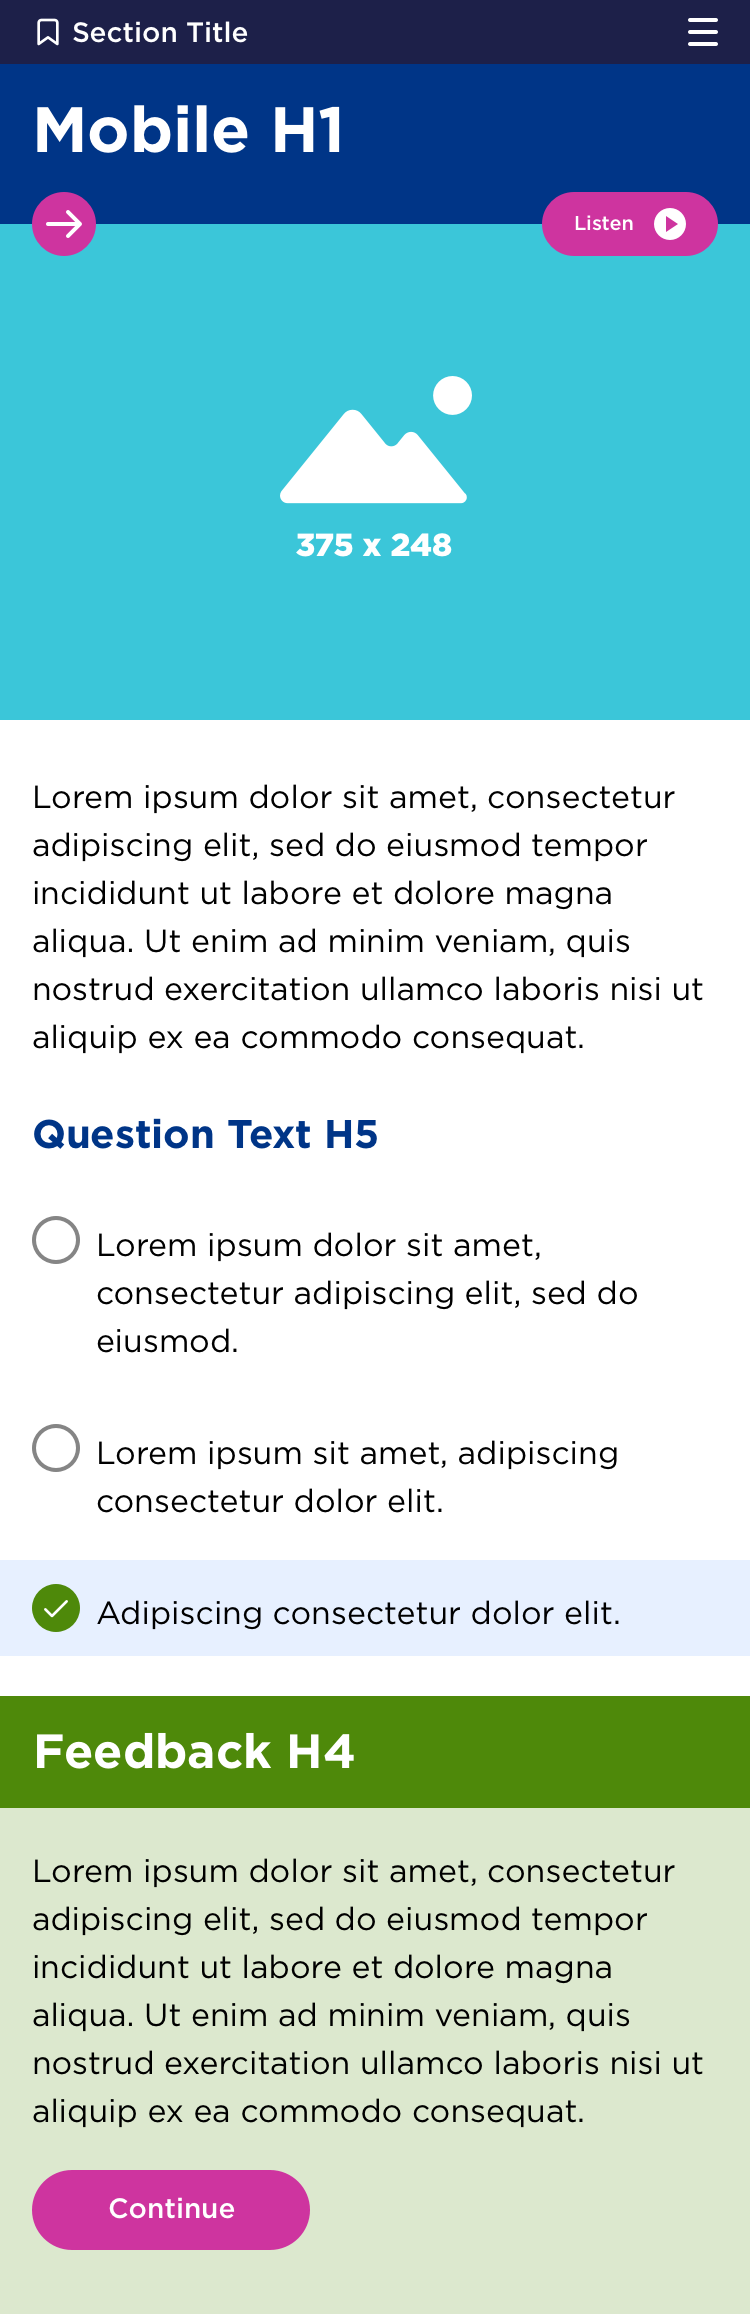 Section Title
Mobile H1
Listen
375 x 248
Lorem ipsum dolor sit amet, consectetur
adipiscing elit, sed do eiusmod tempor
incididunt ut labore et dolore magna
aliqua. Ut enim ad minim veniam, quis
nostrud exercitation ullamco laboris nisi ut
aliquip ex ea commodo consequat.
Question Text H5
Lorem ipsum dolor sit amet,
consectetur adipiscing elit, sed do
eiusmod.
Lorem ipsum sit amet, adipiscing
consectetur dolor elit.
Adipiscing consectetur dolor elit.
Feedback H4
Lorem ipsum dolor sit amet, consectetur
adipiscing elit, sed do eiusmod tempor
incididunt ut labore et dolore magna
aliqua. Ut enim ad minim veniam, quis
nostrud exercitation ullamco laboris nisi ut
aliquip ex ea commodo consequat.
Continue